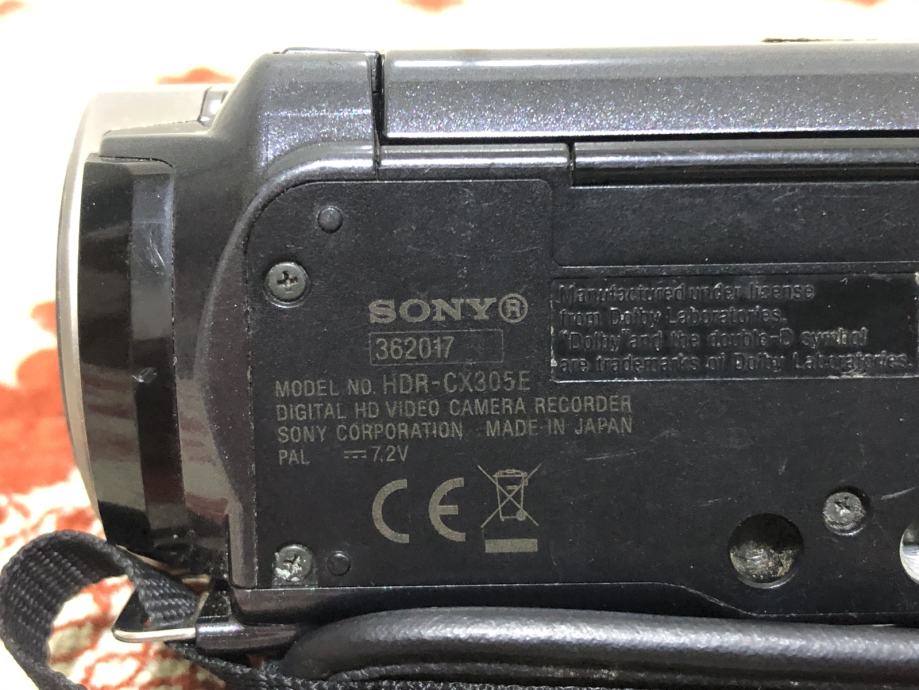 SONY®
362017
MODEL NO. HDR-CX305E
DIGITAL HD VIDEO CAMERA RECORDER
SONY CORPORATION MADE IN JAPAN
PAL ⎓ 7.2V
CE
Manufactured under license
from Dolby Laboratories.
"Dolby" and the double-D symbol
are trademarks of Dolby Laboratories.